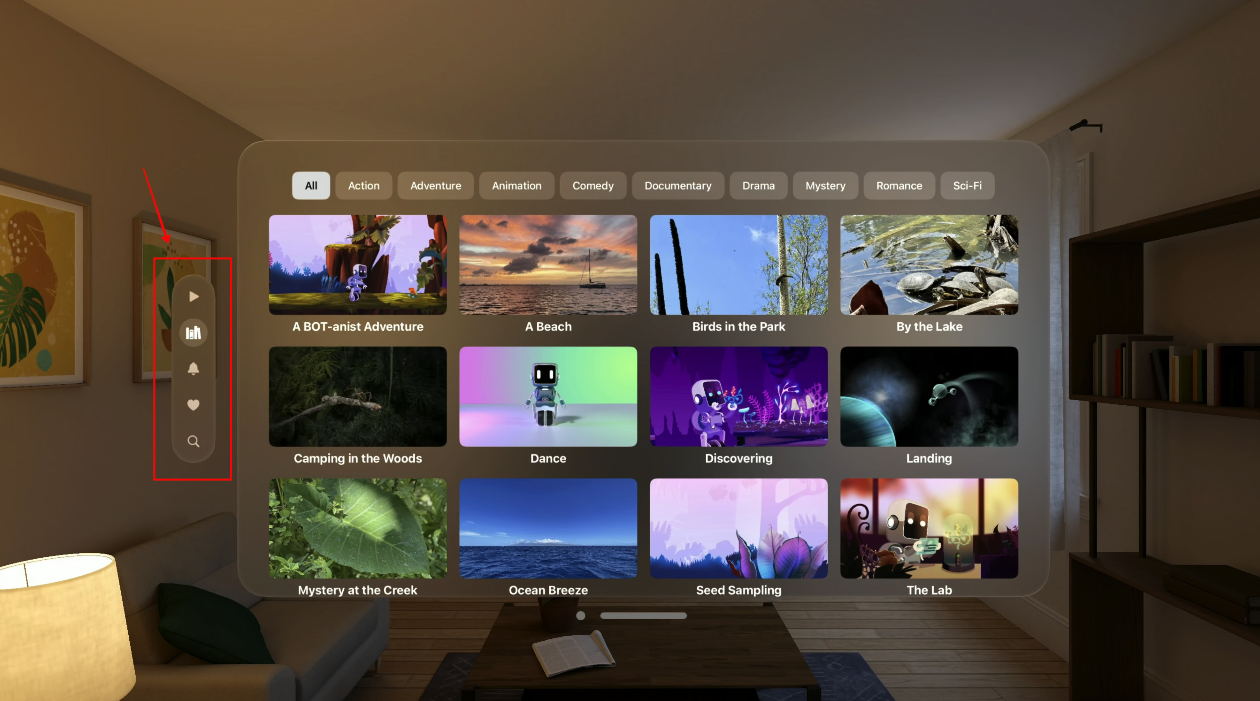 All Action Adventure Animation Comedy Documentary Drama Mystery Romance Sci-Fi
A BOT-anist Adventure A Beach Birds in the Park By the Lake
Camping in the Woods Dance Discovering Landing
Mystery at the Creek Ocean Breeze Seed Sampling The Lab